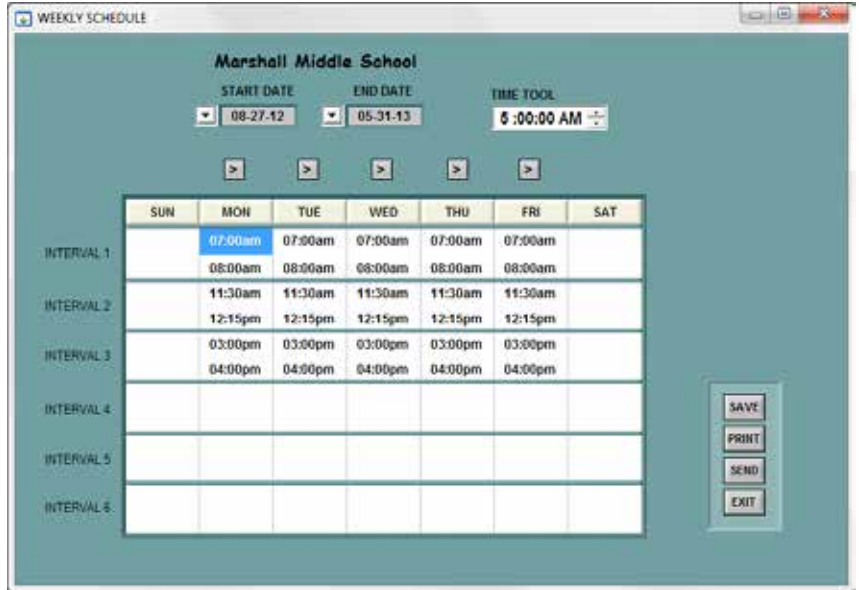 WEEKLY SCHEDULE
Marshall Middle School
START DATE END DATE TIME TOOL
08-27-12 05-31-13 6 :00:00 AM
> > > > >
SUN MON TUE WED THU FRI SAT
INTERVAL 1
07:00am 07:00am 07:00am 07:00am 07:00am
08:00am 08:00am 08:00am 08:00am 08:00am
INTERVAL 2
11:30am 11:30am 11:30am 11:30am 11:30am
12:15pm 12:15pm 12:15pm 12:15pm 12:15pm
INTERVAL 3
03:00pm 03:00pm 03:00pm 03:00pm 03:00pm
04:00pm 04:00pm 04:00pm 04:00pm 04:00pm
INTERVAL 4
INTERVAL 5
INTERVAL 6
SAVE
PRINT
SEND
EXIT